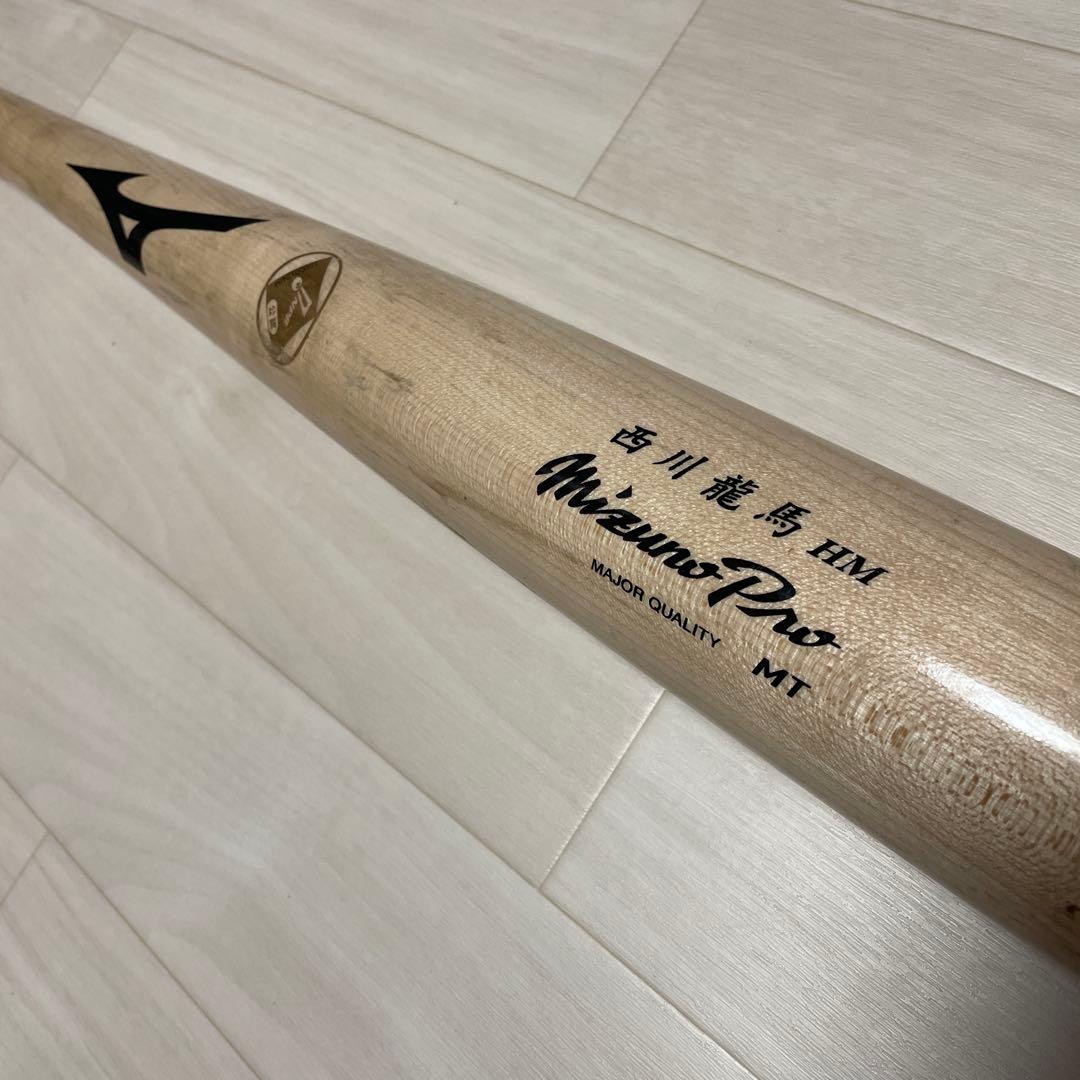 西川龍馬 HM
Mizuno Pro
MAJOR QUALITY MT